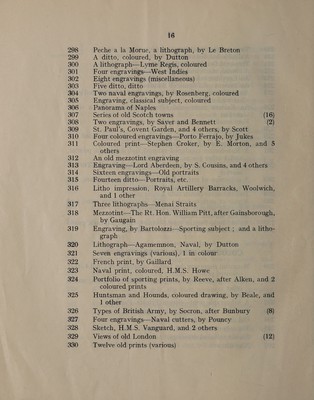 16
298 Peche a la Morue, a lithograph, by Le Breton
299 A ditto, coloured, by Dutton
300 A lithograph—Lyme Regis, coloured
301 Four engravings—West Indies
302 Eight engravings (miscellaneous)
303 Five ditto, ditto
304 Two naval engravings, by Rosenberg, coloured
305 Engraving, classical subject, coloured
306 Panorama of Naples
307 Series of old Scotch towns (16)
308 Two engravings, by Sayer and Bennett (2)
309 St. Paul's, Covent Garden, and 4 others, by Scott
310 Four coloured engravings—Porto Ferrajo, by Jukes
311 Coloured print—Stephen Croker, by E. Morton, and 5
others
312 An old mezzotint engraving
313 Engraving—Lord Aberdeen, by S. Cousins, and 4 others
314 Sixteen engravings—Old portraits
315 Fourteen ditto—Portraits, etc.
316 Litho impression, Royal Artillery Barracks, Woolwich,
and 1 other
317 Three lithographs—Menai Straits
318 Mezzotint—The Rt. Hon. William Pitt, after Gainsborough,
by Gaugain
319 Engraving, by Bartolozzi—Sporting subject ; and a litho-
graph
320 Lithograph—Agamemnon, Naval, by Dutton
321 Seven engravings (various), 1 in colour
322 French print, by Gaillard
323 Naval print, coloured, H.M.S. Howe
324 Portfolio of sporting prints, by Reeve, after Alken, and 2
coloured prints
325 Huntsman and Hounds, coloured drawing, by Beale, and
1 other
326 Types of British Army, by Socron, after Bunbury (8)
327 Four engravings—Naval cutters, by Pouncy
328 Sketch, H.M.S. Vanguard, and 2 others
329 Views of old London (12)
330 Twelve old prints (various)